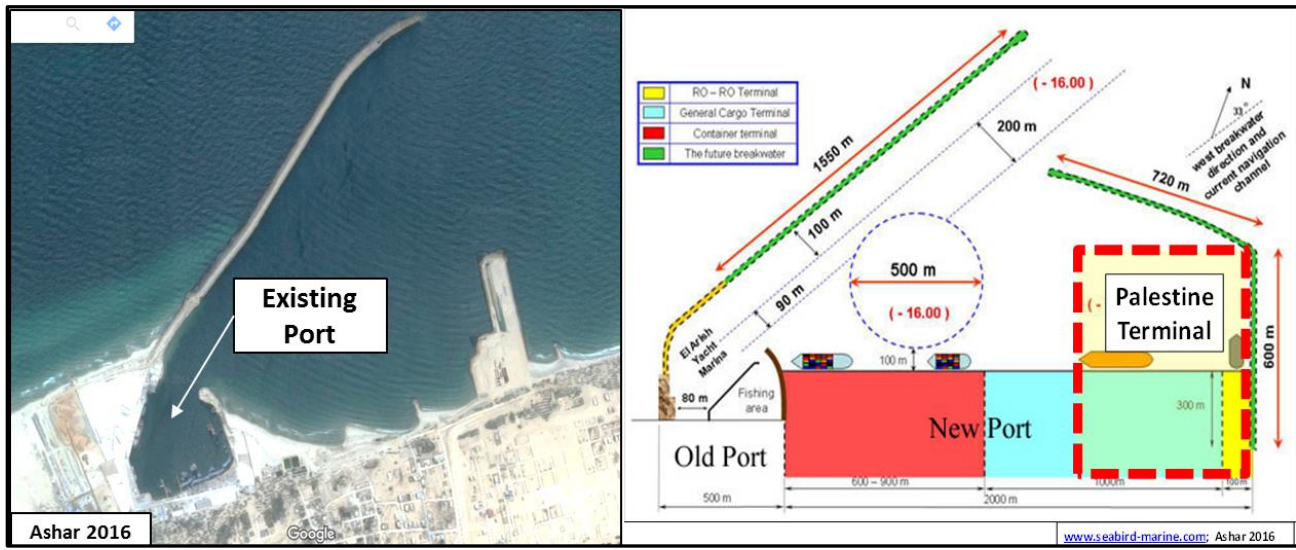 Existing
Port
Ashar 2016
Google
RO – RO Terminal
General Cargo Terminal
Container terminal
The future breakwater
1550 m
( - 16.00 )
200 m
N
33°
west breakwater
direction and
current navigation
channel
720 m
100 m
90 m
500 m
( - 16.00 )
El Arish
Yacht
Marina
80 m
Fishing
area
100 m
( -
Palestine
Terminal
600 m
300 m
Old Port
New Port
500 m
600 – 900 m
1000m
100 m
2000 m
www.seabird-marine.com; Ashar 2016